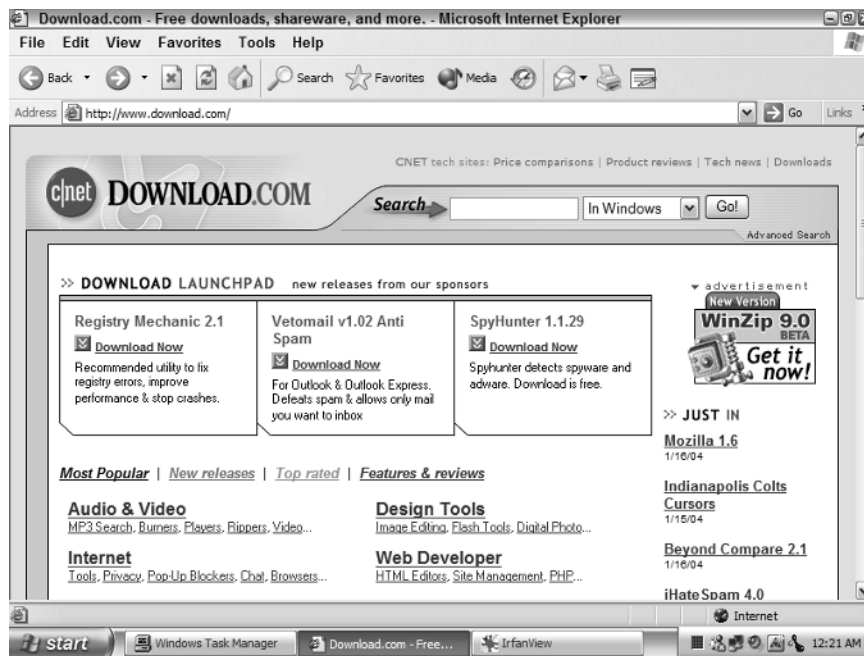 Download.com - Free downloads, shareware, and more. - Microsoft Internet Explorer
File Edit View Favorites Tools Help
Back Search Favorites Media
Address http://www.download.com/ Go Links
CNET tech sites: Price comparisons | Product reviews | Tech news | Downloads
c|net DOWNLOAD.COM
Search In Windows Go!
Advanced Search
>> DOWNLOAD LAUNCHPAD new releases from our sponsors
Registry Mechanic 2.1
Download Now
Recommended utility to fix
registry errors, improve
performance & stop crashes.
Vetomail v1.02 Anti
Spam
Download Now
For Outlook & Outlook Express.
Defeats spam & allows only mail
you want to inbox
SpyHunter 1.1.29
Download Now
Spyhunter detects spyware and
adware. Download is free.
advertisement
New Version
WinZip 9.0
BETA
Get it
now!
>> JUST IN
Mozilla 1.6
1/16/04
Indianapolis Colts
Cursors
1/15/04
Beyond Compare 2.1
1/16/04
iHateSpam 4.0
Most Popular | New releases | Top rated | Features & reviews
Audio & Video
MP3 Search, Burners, Players, Rippers, Video...
Design Tools
Image Editing, Flash Tools, Digital Photo...
Internet
Tools, Privacy, Pop-Up Blockers, Chat, Browsers...
Web Developer
HTML Editors, Site Management, PHP...
Internet
start Windows Task Manager Download.com - Free... IrfanView 12:21 AM